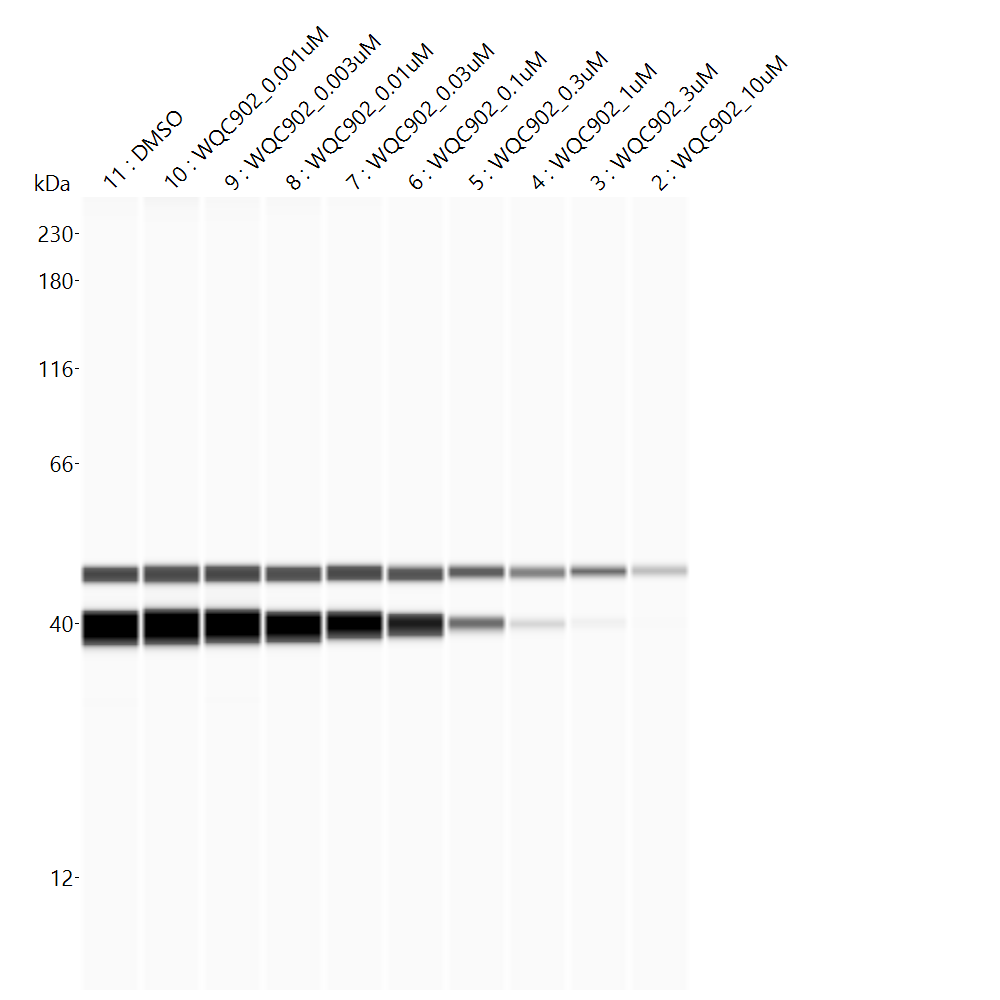 11 : DMSO
10 : WQC902_0.001uM
9 : WQC902_0.003uM
8 : WQC902_0.01uM
7 : WQC902_0.03uM
6 : WQC902_0.1uM
5 : WQC902_0.3uM
4 : WQC902_1uM
3 : WQC902_3uM
2 : WQC902_10uM
kDa
230-
180-
116-
66-
40-
12-